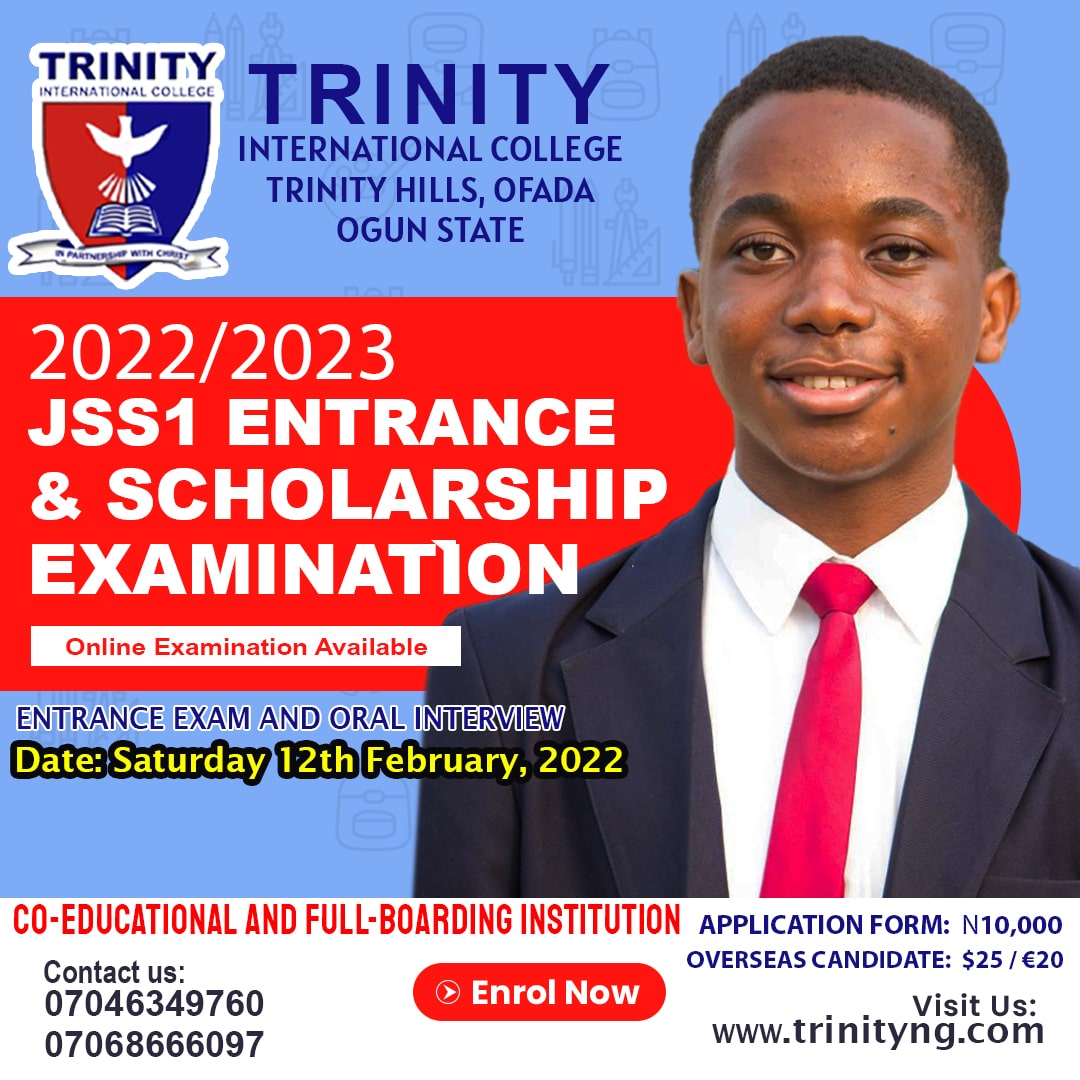 TRINITY
INTERNATIONAL COLLEGE
IN PARTNERSHIP WITH CHRIST
TRINITY
INTERNATIONAL COLLEGE
TRINITY HILLS, OFADA
OGUN STATE
2022/2023
JSS1 ENTRANCE
& SCHOLARSHIP
EXAMINATION
Online Examination Available
ENTRANCE EXAM AND ORAL INTERVIEW
Date: Saturday 12th February, 2022
CO-EDUCATIONAL AND FULL-BOARDING INSTITUTION
APPLICATION FORM: N10,000
OVERSEAS CANDIDATE: $25 / €20
Contact us:
07046349760
07068666097
Enrol Now
Visit Us:
www.trinityng.com